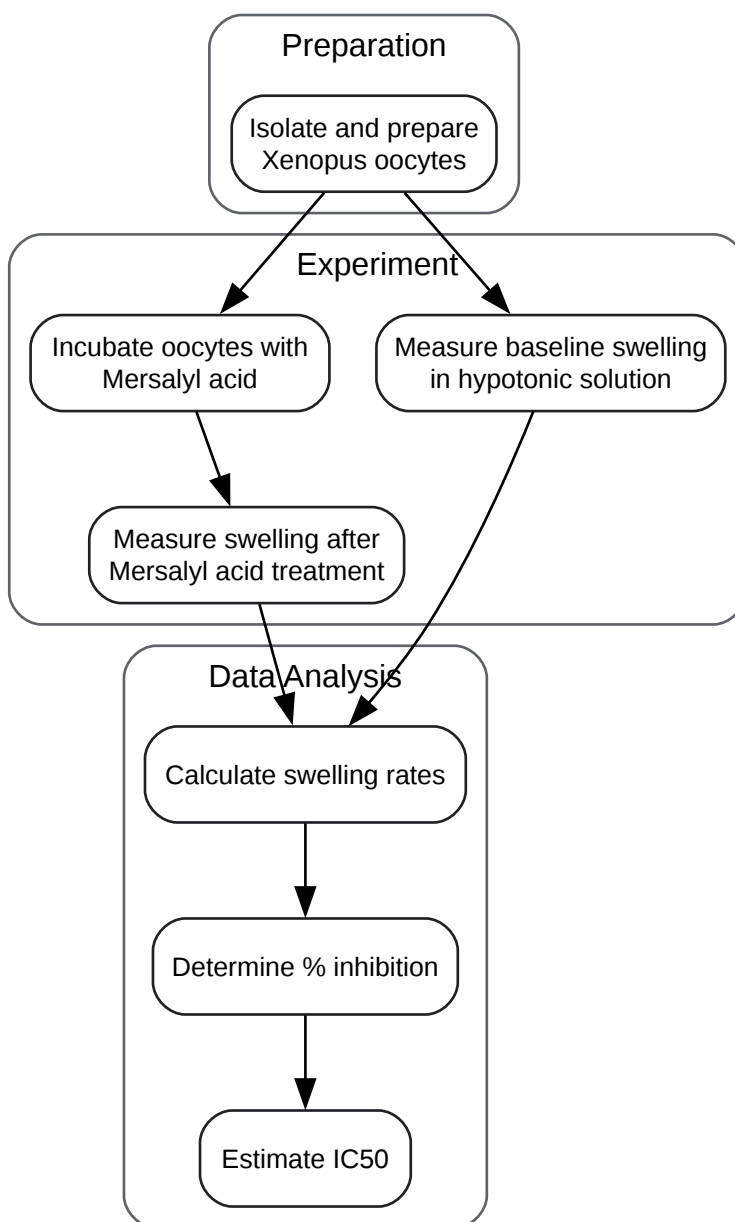 Preparation
Isolate and prepare
Xenopus oocytes
Experiment
Incubate oocytes with
Mersalyl acid
Measure baseline swelling
in hypotonic solution
Measure swelling after
Mersalyl acid treatment
Data Analysis
Calculate swelling rates
Determine % inhibition
Estimate IC50